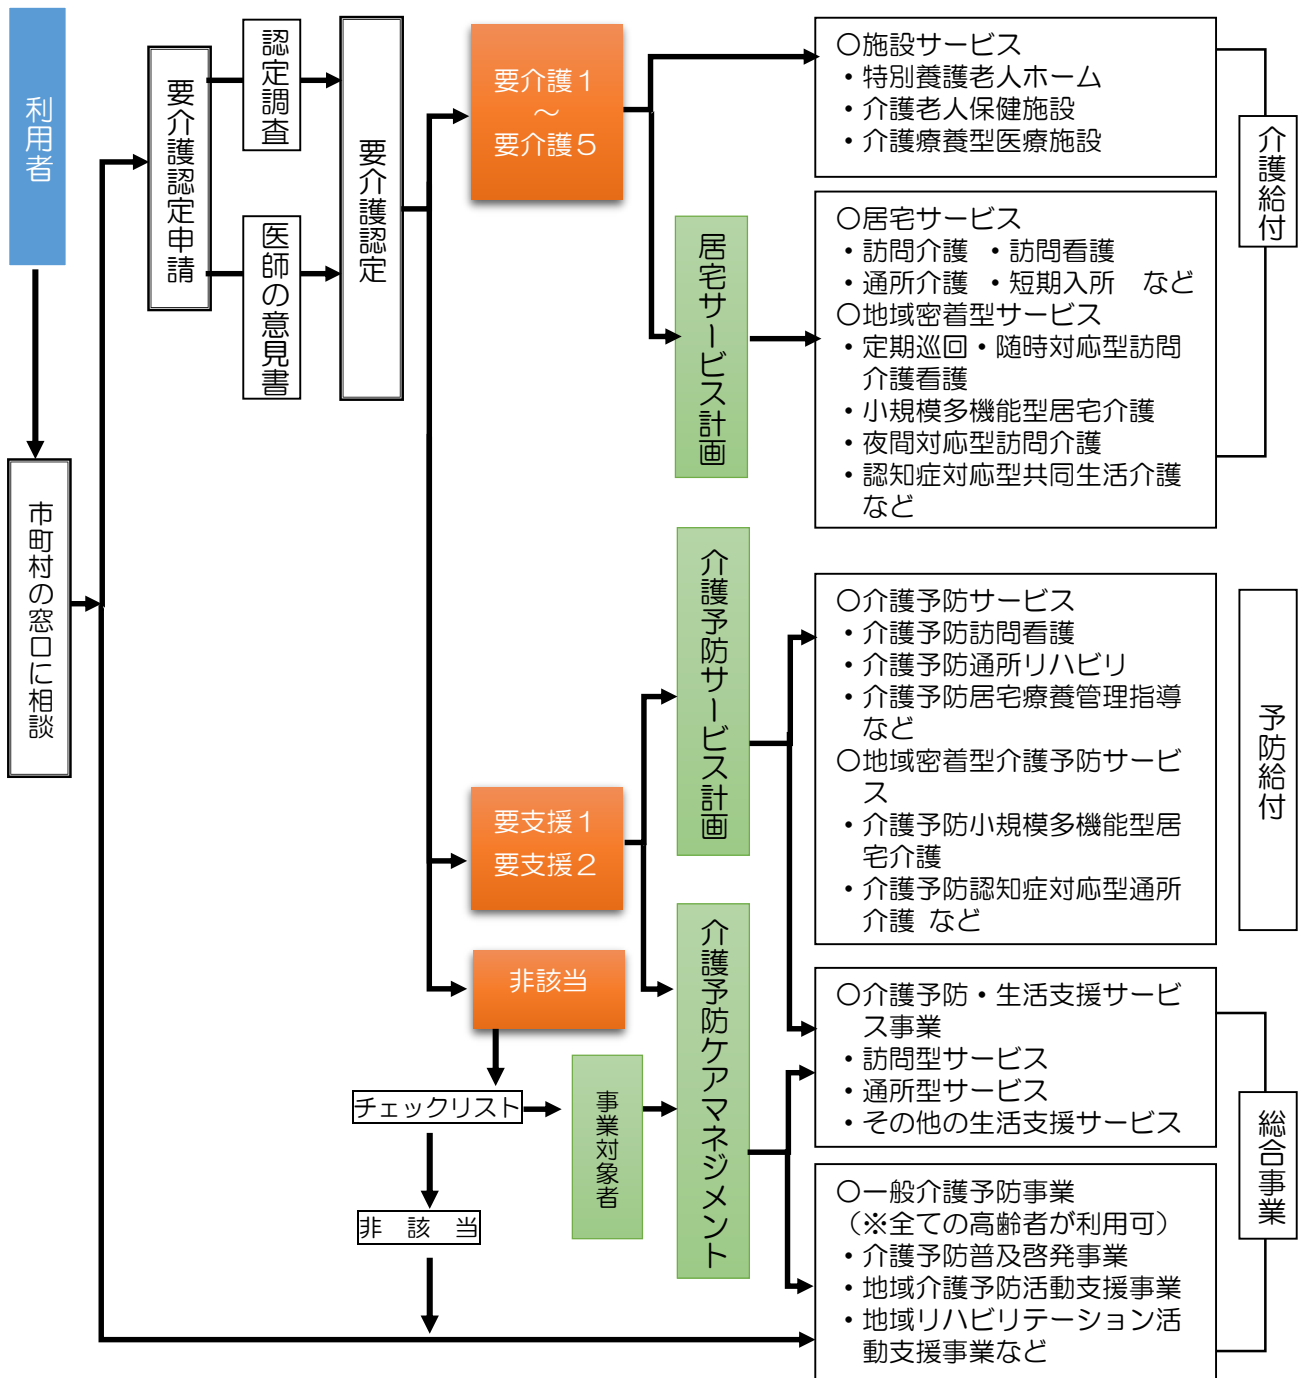 利用者
市町村の窓口に相談
要介護認定申請
認定調査
医師の意見書
要介護認定
要介護１
～
要介護５
要支援１
要支援２
非該当
チェックリスト
非　該　当
事業対象者
居宅サービス計画
介護予防サービス計画
介護予防ケアマネジメント
〇施設サービス
・特別養護老人ホーム
・介護老人保健施設
・介護療養型医療施設
〇居宅サービス
・訪問介護 ・訪問看護
・通所介護 ・短期入所　など
〇地域密着型サービス
・定期巡回・随時対応型訪問
介護看護
・小規模多機能型居宅介護
・夜間対応型訪問介護
・認知症対応型共同生活介護
など
介護給付
〇介護予防サービス
・介護予防訪問看護
・介護予防通所リハビリ
・介護予防居宅療養管理指導
など
〇地域密着型介護予防サービ
ス
・介護予防小規模多機能型居
宅介護
・介護予防認知症対応型通所
介護 など
予防給付
〇介護予防・生活支援サービ
ス事業
・訪問型サービス
・通所型サービス
・その他の生活支援サービス
〇一般介護予防事業
（※全ての高齢者が利用可）
・介護予防普及啓発事業
・地域介護予防活動支援事業
・地域リハビリテーション活
動支援事業など
総合事業